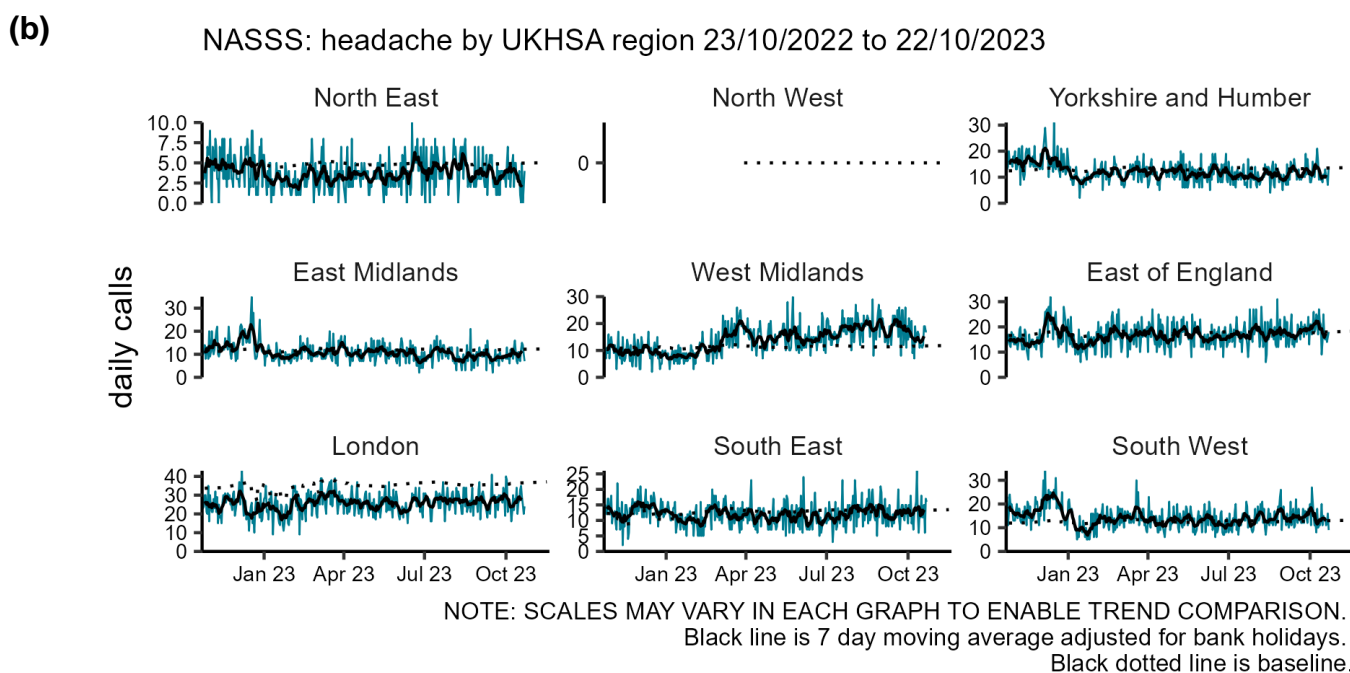 (b)
NASSS: headache by UKHSA region 23/10/2022 to 22/10/2023
daily calls
North East
10.0
7.5
5.0
2.5
0.0
North West
0
Yorkshire and Humber
30
20
10
0
East Midlands
30
20
10
0
West Midlands
30
20
10
0
East of England
30
20
10
0
London
40
30
20
10
0
Jan 23 Apr 23 Jul 23 Oct 23
South East
25
20
15
10
5
0
Jan 23 Apr 23 Jul 23 Oct 23
South West
30
20
10
0
Jan 23 Apr 23 Jul 23 Oct 23
NOTE: SCALES MAY VARY IN EACH GRAPH TO ENABLE TREND COMPARISON.
Black line is 7 day moving average adjusted for bank holidays.
Black dotted line is baseline.